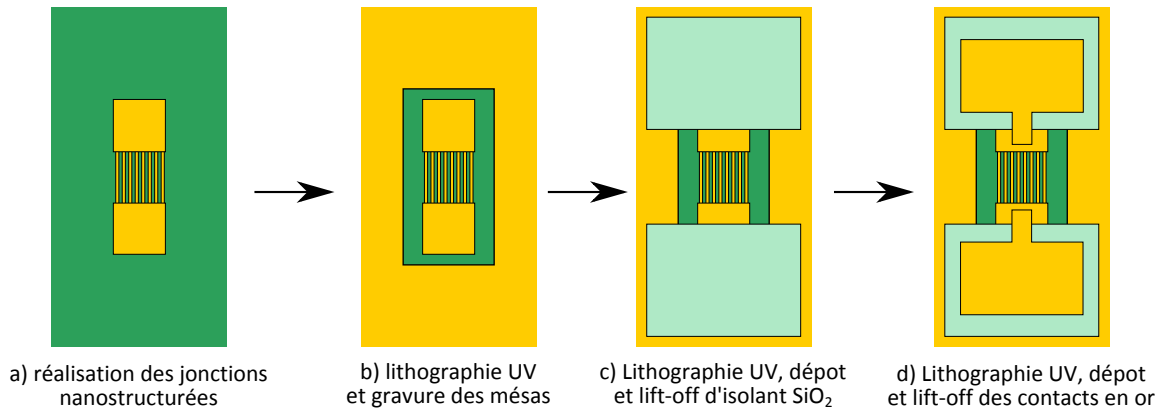 a) réalisation des jonctions
nanostructurées
b) lithographie UV
et gravure des mésas
c) Lithographie UV, dépot
et lift-off d'isolant SiO₂
d) Lithographie UV, dépot
et lift-off des contacts en or